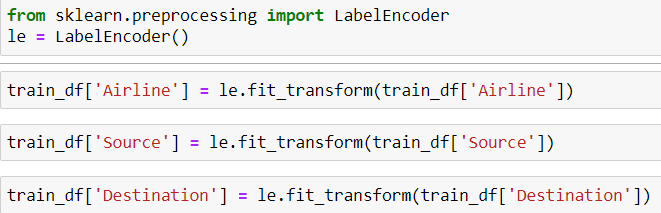 from sklearn.preprocessing import LabelEncoder
le = LabelEncoder()
train_df['Airline'] = le.fit_transform(train_df['Airline'])
train_df['Source'] = le.fit_transform(train_df['Source'])
train_df['Destination'] = le.fit_transform(train_df['Destination'])